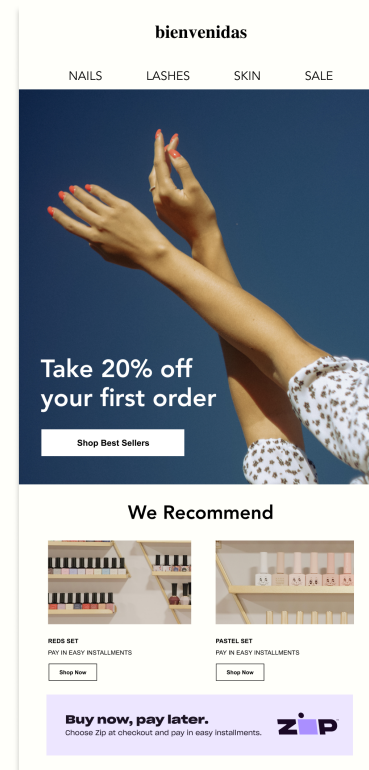 bienvenidas
NAILS LASHES SKIN SALE
Take 20% off
your first order
Shop Best Sellers
We Recommend
REDS SET
PAY IN EASY INSTALLMENTS
Shop Now
PASTEL SET
PAY IN EASY INSTALLMENTS
Shop Now
Buy now, pay later.
Choose Zip at checkout and pay in easy installments.
zip